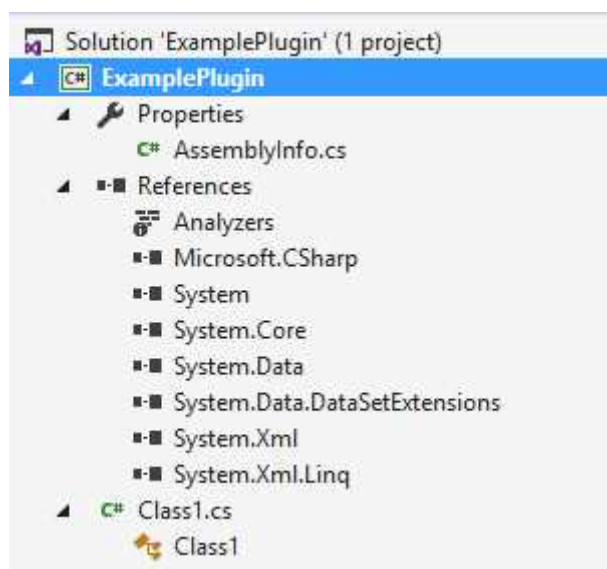 Solution 'ExamplePlugin' (1 project)
C# ExamplePlugin
Properties
C# AssemblyInfo.cs
References
Analyzers
Microsoft.CSharp
System
System.Core
System.Data
System.Data.DataSetExtensions
System.Xml
System.Xml.Linq
C# Class1.cs
Class1